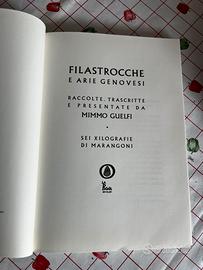 FILASTROCCHE
E ARIE GENOVESI
RACCOLTE, TRASCRITTE
E PRESENTATE DA
MIMMO GUELFI
SEI XILOGRAFIE
DI MARANGONI